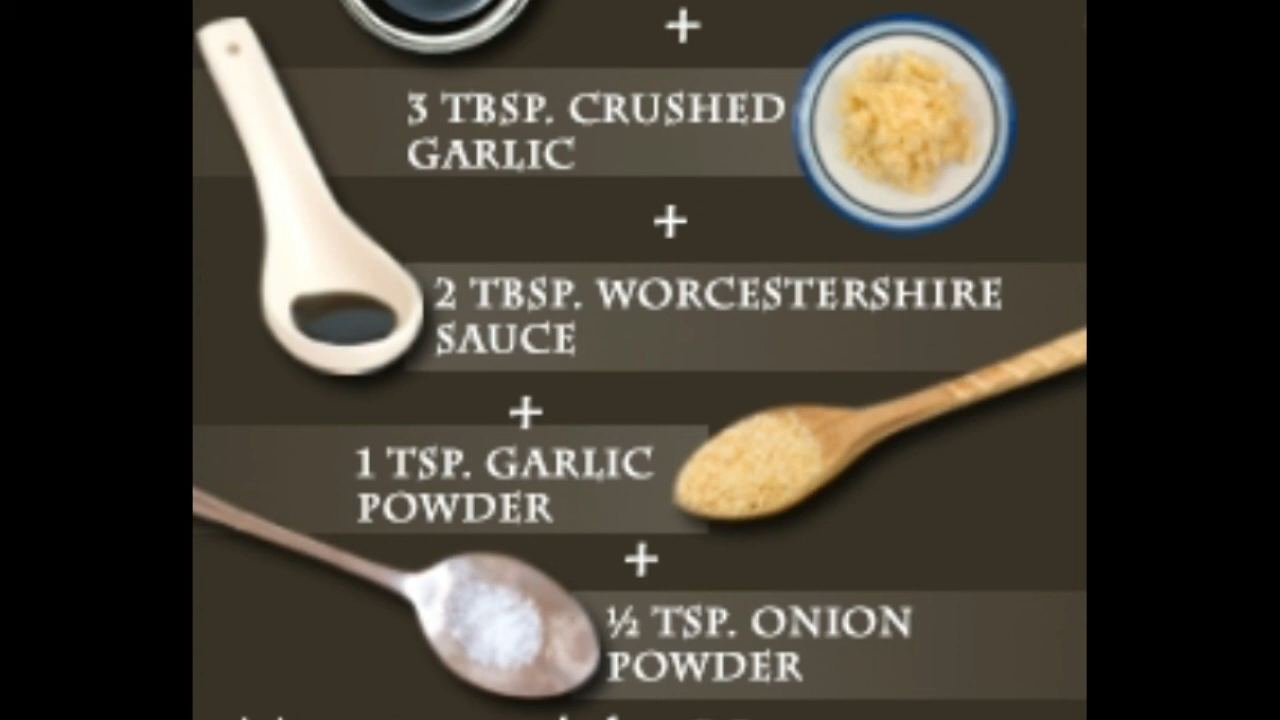 +
3 TBSP. CRUSHED
GARLIC
+
2 TBSP. WORCESTERSHIRE
SAUCE
+
1 TSP. GARLIC
POWDER
+
½ TSP. ONION
POWDER